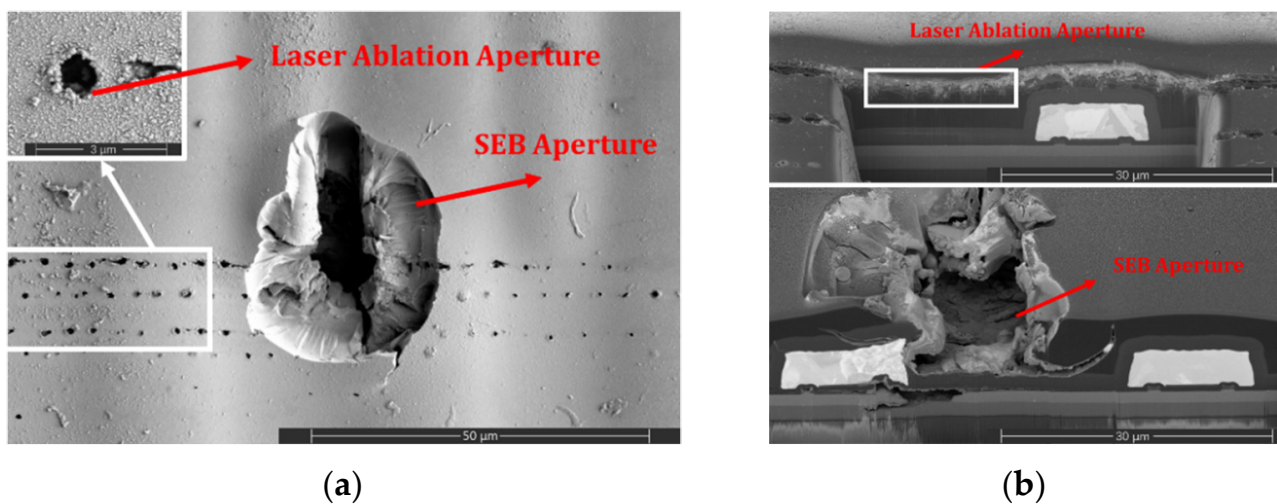 Laser Ablation Aperture
3 μm
SEB Aperture
50 μm
(a)
Laser Ablation Aperture
30 μm
SEB Aperture
30 μm
(b)